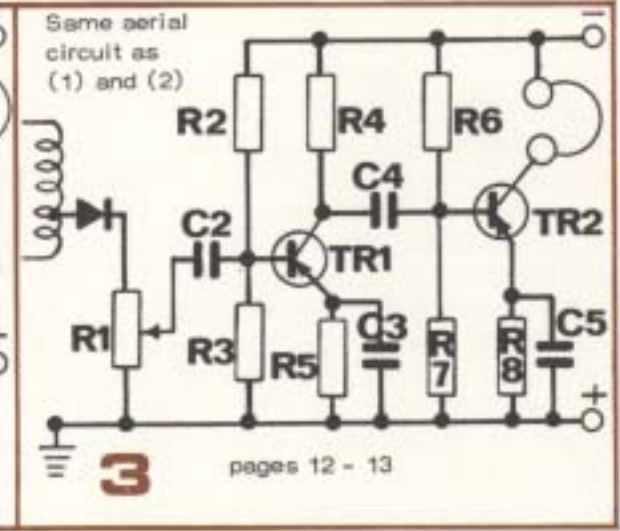 Same aerial
circuit as
(1) and (2)
−
R2
R4
R6
C4
C2
TR1
TR2
R1
R3
R5
C3
R
7
R
8
C5
+
3
pages 12 - 13